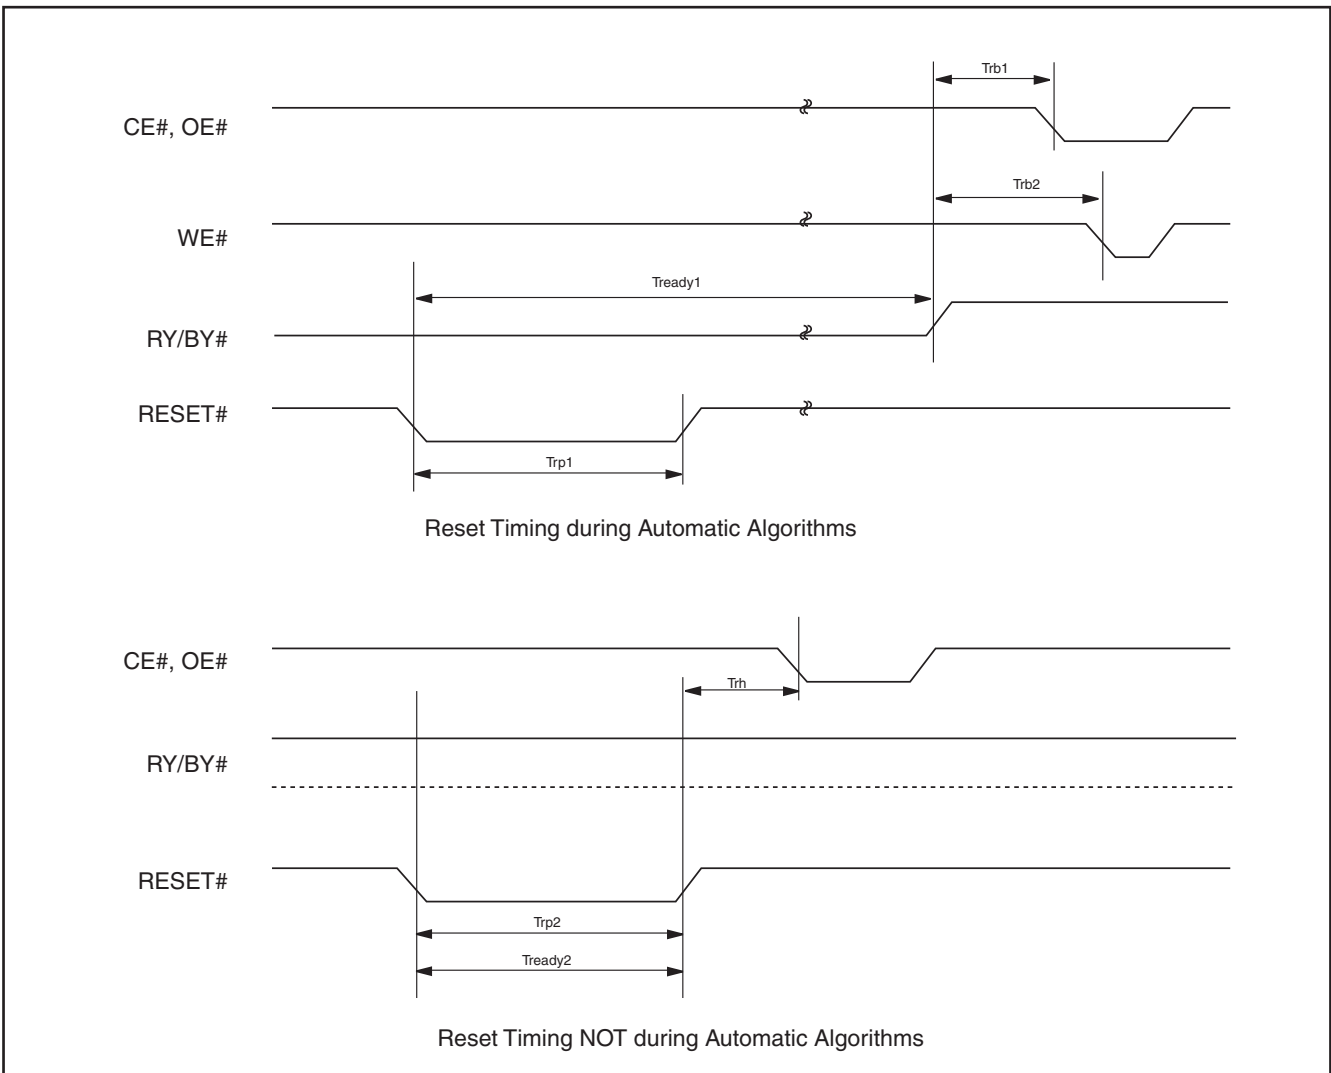 Trb1
CE#, OE#
Trb2
WE#
Tready1
RY/BY#
RESET#
Trp1
Reset Timing during Automatic Algorithms
CE#, OE#
Trh
RY/BY#
RESET#
Trp2
Tready2
Reset Timing NOT during Automatic Algorithms